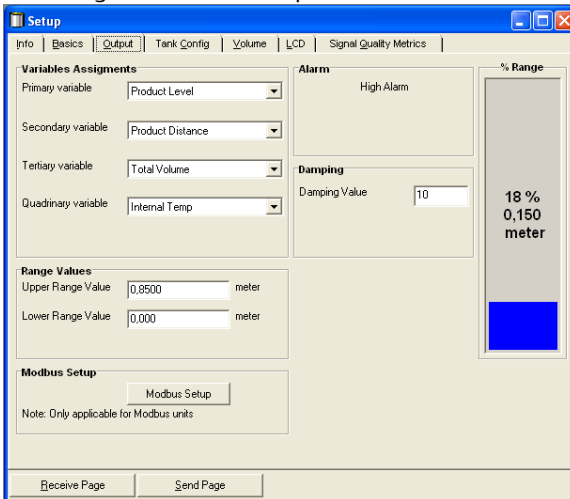 Setup
Info Basics Output Tank Config Volume LCD Signal Quality Metrics
Variables Assigments
Primary variable Product Level
Secondary variable Product Distance
Tertiary variable Total Volume
Quadrinary variable Internal Temp
Range Values
Upper Range Value 0,8500 meter
Lower Range Value 0,000 meter
Modbus Setup
Modbus Setup
Note: Only applicable for Modbus units
Alarm
High Alarm
Damping
Damping Value 10
% Range
18 %
0,150
meter
Receive Page Send Page